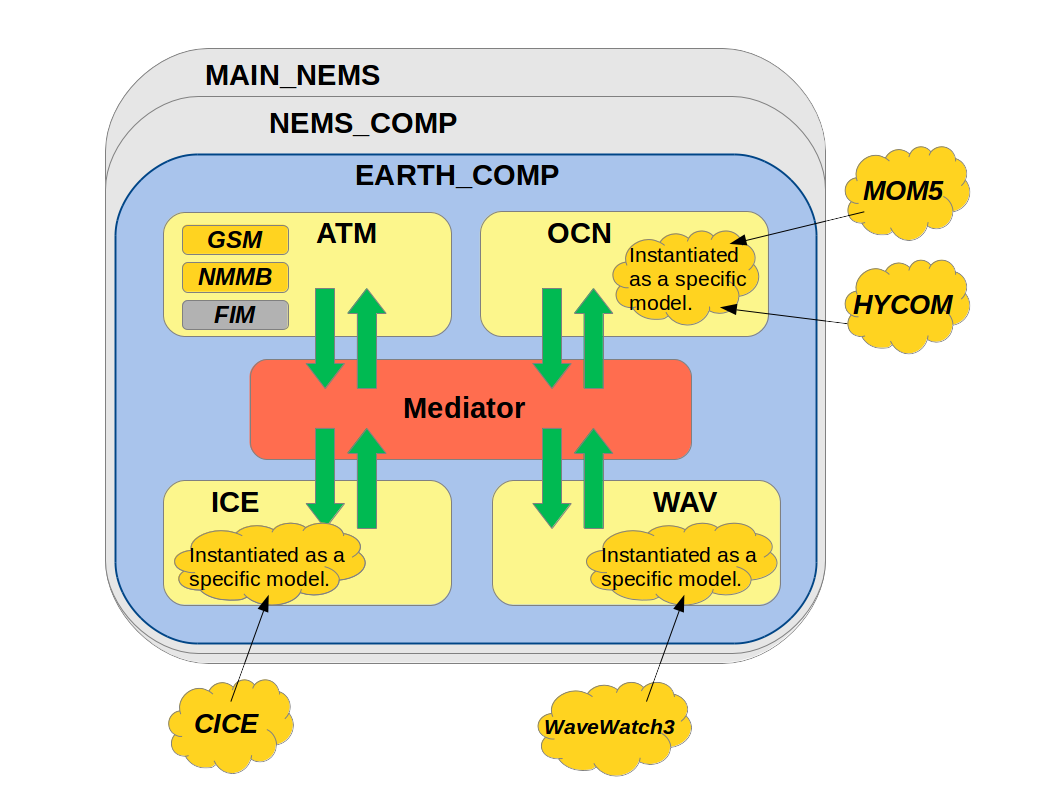 MAIN_NEMS
NEMS_COMP
EARTH_COMP
GSM
NMMB
FIM
ATM
OCN
Instantiated
as a specific
model.
MOM5
HYCOM
Mediator
ICE
Instantiated as a
specific model.
WAV
Instantiated as a
specific model.
CICE
WaveWatch3